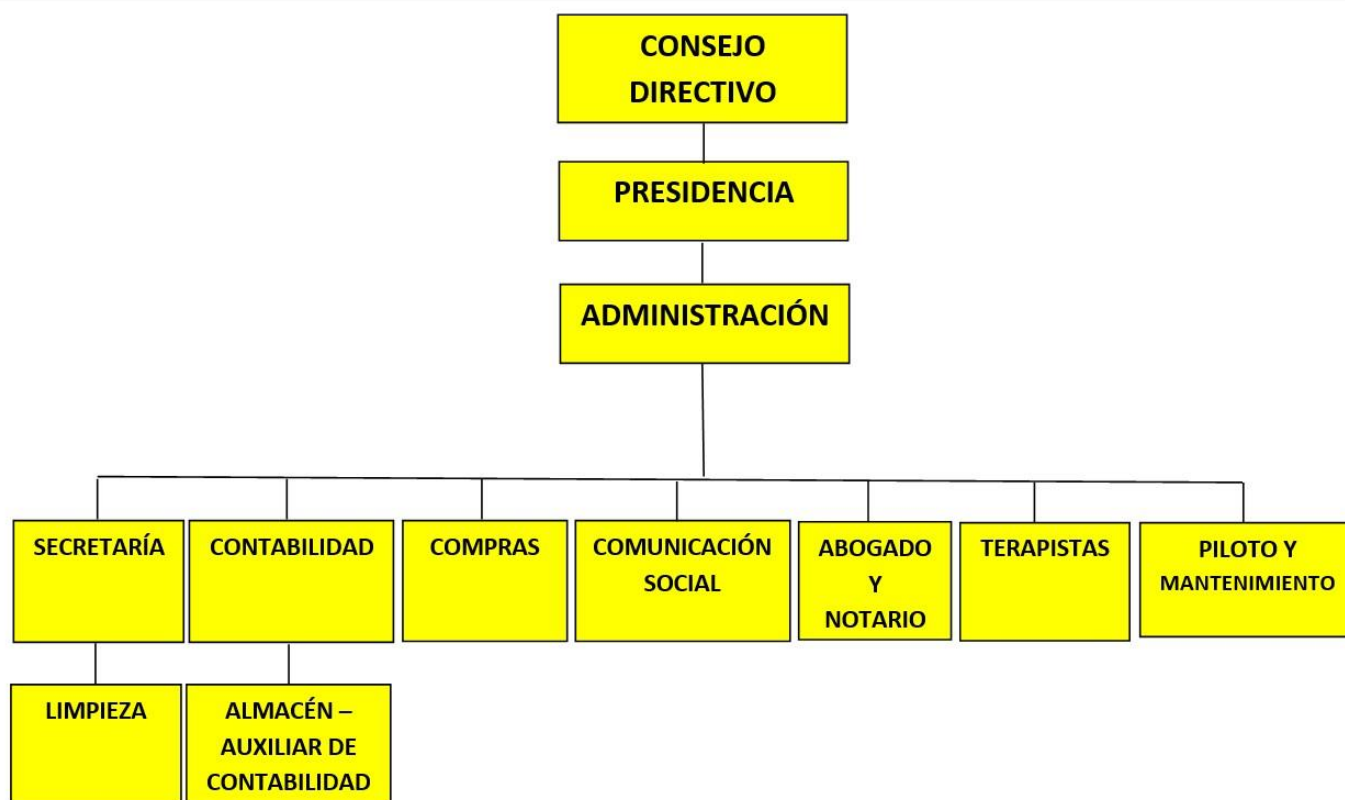 CONSEJO
DIRECTIVO
PRESIDENCIA
ADMINISTRACIÓN
SECRETARÍA
CONTABILIDAD
COMPRAS
COMUNICACIÓN
SOCIAL
ABOGADO
Y
NOTARIO
TERAPISTAS
PILOTO Y
MANTENIMIENTO
LIMPIEZA
ALMACÉN –
AUXILIAR DE
CONTABILIDAD